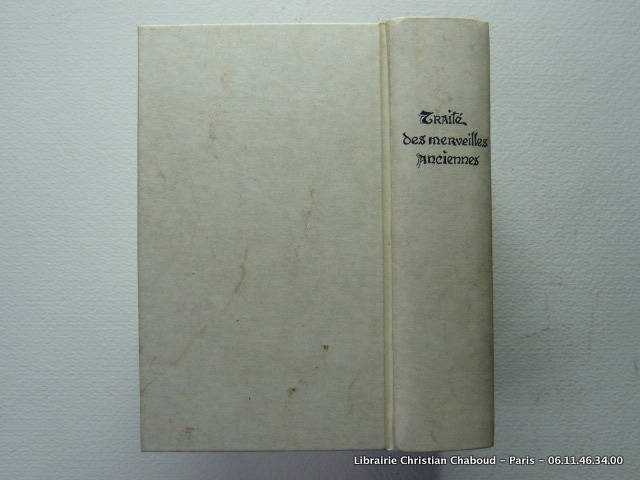 Traité
des merveilles
Anciennes
Librairie Christian Chaboud - Paris - 06.11.46.34.00